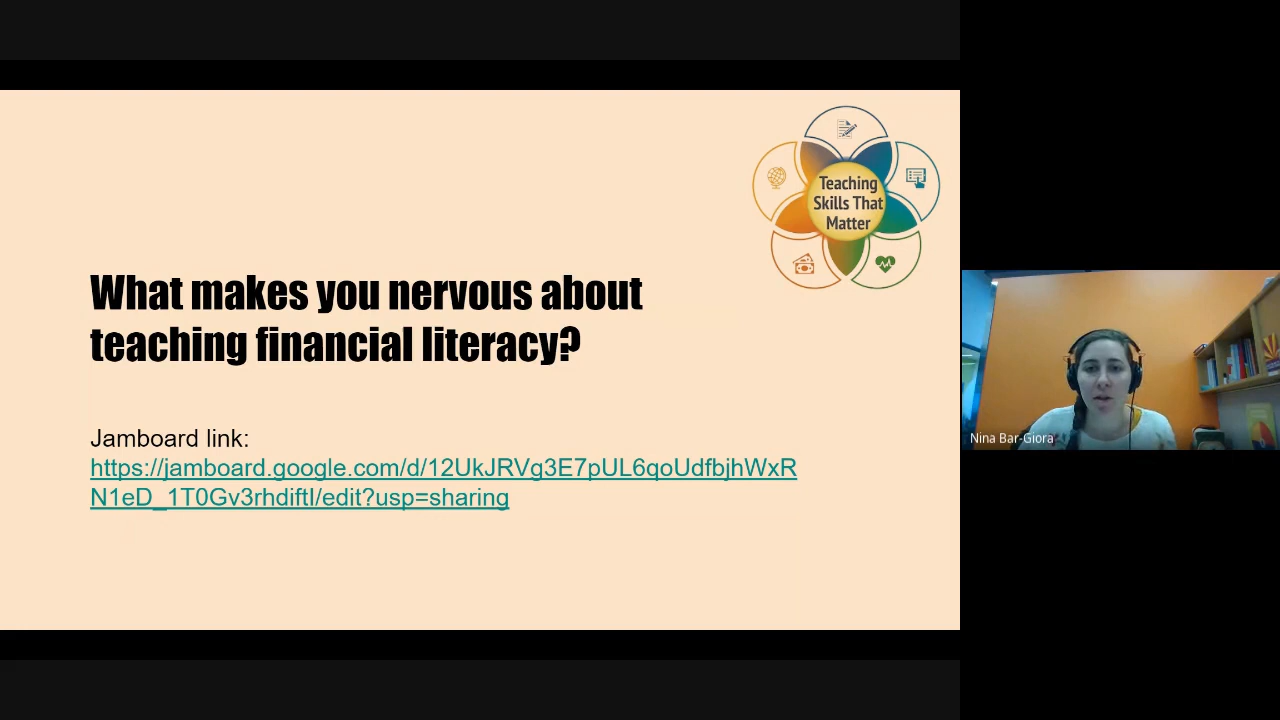 Teaching
Skills That
Matter
What makes you nervous about
teaching financial literacy?
Jamboard link:
https://jamboard.google.com/d/12UkJRVg3E7pUL6qoUdfbjhWxR
N1eD_1T0Gv3rhdiftI/edit?usp=sharing
Nina Bar-Giora